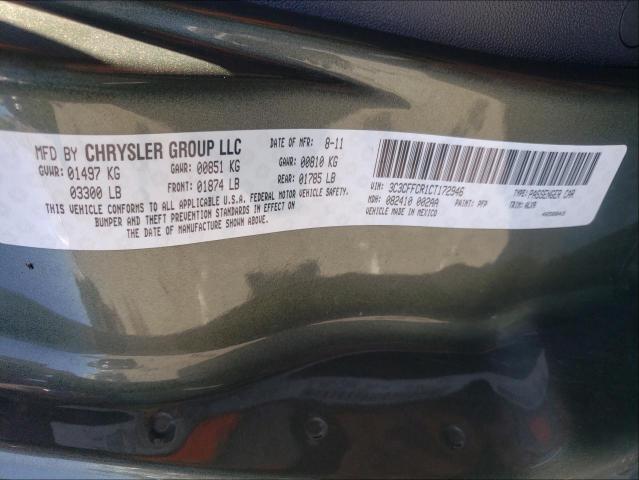 MFD BY CHRYSLER GROUP LLC DATE OF MFR: 8-11
GVWR: 01497 KG GAWR: 00851 KG GAWR: 00810 KG
03300 LB FRONT: 01874 LB REAR: 01785 LB
THIS VEHICLE CONFORMS TO ALL APPLICABLE U.S.A. FEDERAL MOTOR VEHICLE SAFETY,
BUMPER AND THEFT PREVENTION STANDARDS IN EFFECT ON
THE DATE OF MANUFACTURE SHOWN ABOVE.
VIN: 3C3CFFCR1CT172946 TYPE: PASSENGER CAR
MDH: 082410 002AA PAINT: PFP TRIM: ALX9
VEHICLE MADE IN MEXICO